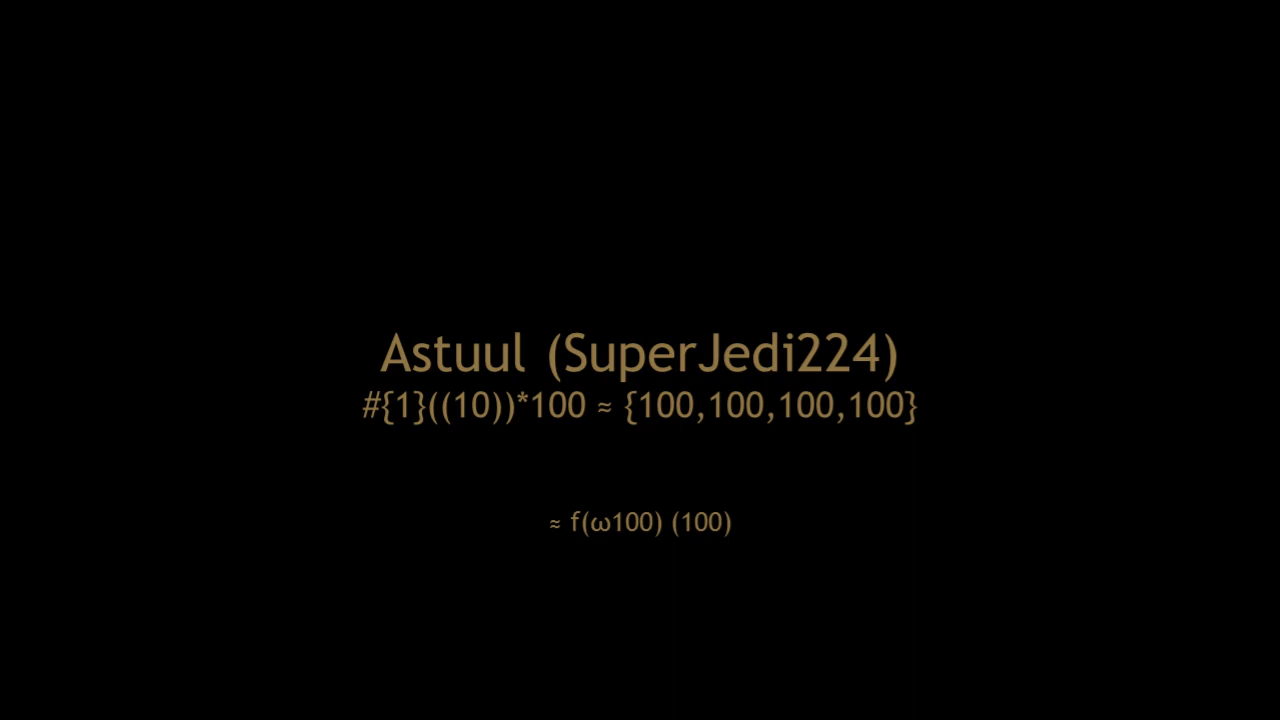 Astuul (SuperJedi224)
#{1}((10))*100 ≈ {100,100,100,100}
≈ f(ω100) (100)